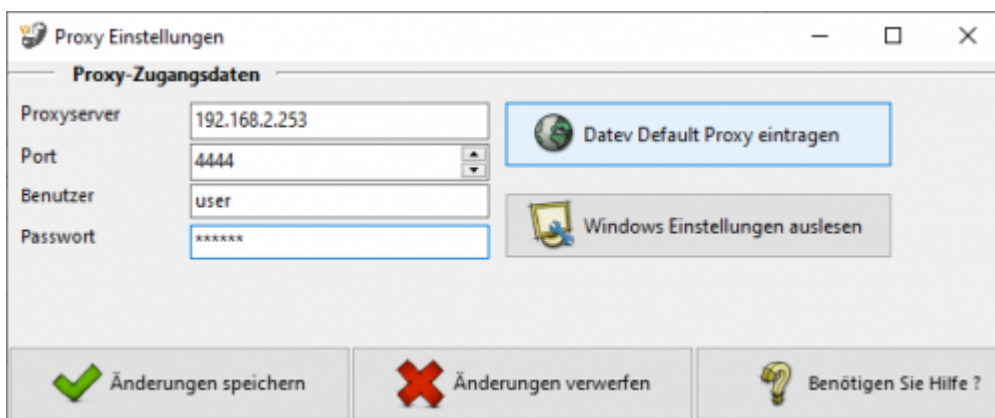 Proxy Einstellungen
Proxy-Zugangsdaten
Proxyserver
192.168.2.253
Datev Default Proxy eintragen
Port
4444
Benutzer
user
Windows Einstellungen auslesen
Passwort
******
Änderungen speichern
Änderungen verwerfen
Benötigen Sie Hilfe ?